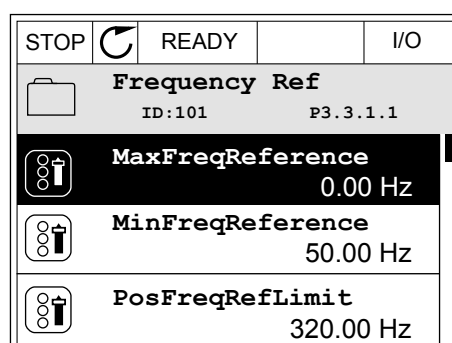 STOP READY I/O
Frequency Ref
ID:101 P3.3.1.1
MaxFreqReference
0.00 Hz
MinFreqReference
50.00 Hz
PosFreqRefLimit
320.00 Hz